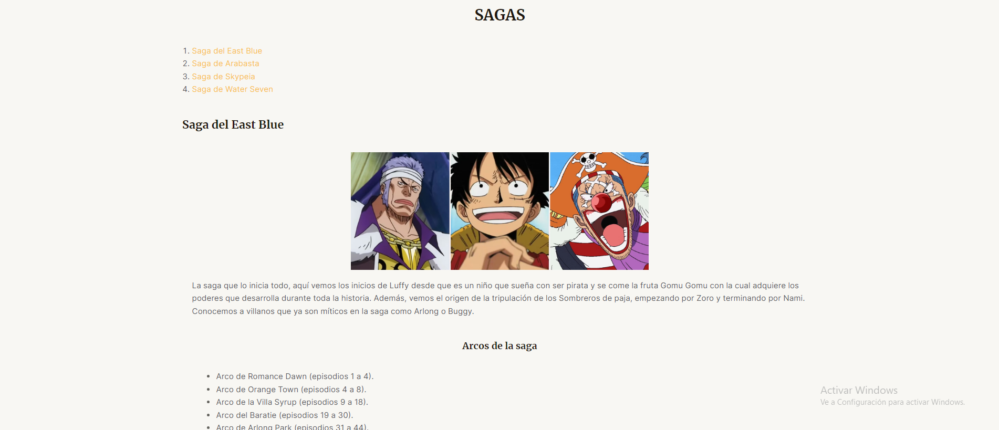 SAGAS
1. Saga del East Blue
2. Saga de Arabasta
3. Saga de Skypeia
4. Saga de Water Seven
Saga del East Blue
La saga que lo inicia todo, aquí vemos los inicios de Luffy desde que es un niño que sueña con ser pirata y se come la fruta Gomu Gomu con la cual adquiere los
poderes que desarrolla durante toda la historia. Además, vemos el origen de la tripulación de los Sombreros de paja, empezando por Zoro y terminando por Nami.
Conocemos a villanos que ya son míticos en la saga como Arlong o Buggy.
Arcos de la saga
• Arco de Romance Dawn (episodios 1 a 4).
• Arco de Orange Town (episodios 4 a 8).
• Arco de la Villa Syrup (episodios 9 a 18).
• Arco del Baratie (episodios 19 a 30).
• Arco de Arlong Park (episodios 31 a 44).
Activar Windows
Ve a Configuración para activar Windows.